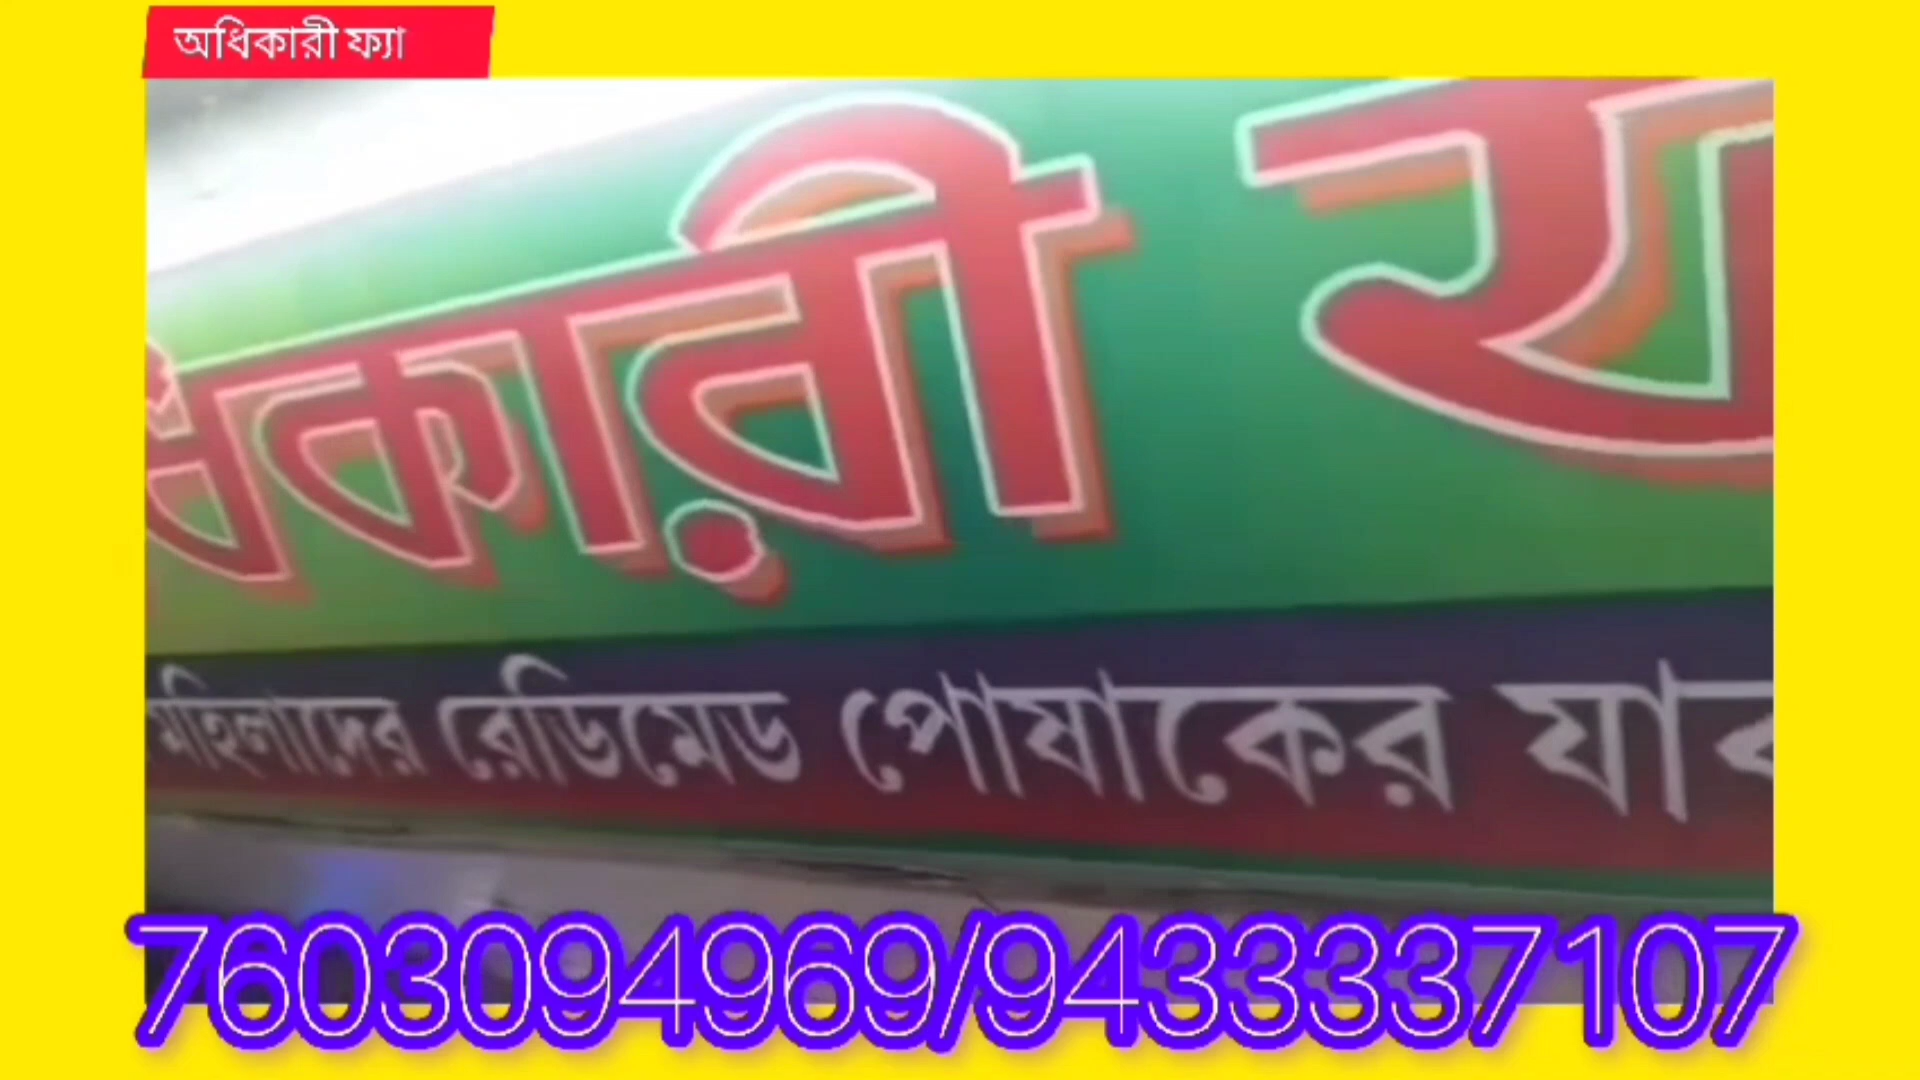 অধিকারী ফ্যা
ধিকারী ফ
মহিলাদের রেডিমেড পোষাকের যাব
7603094969/9433337107